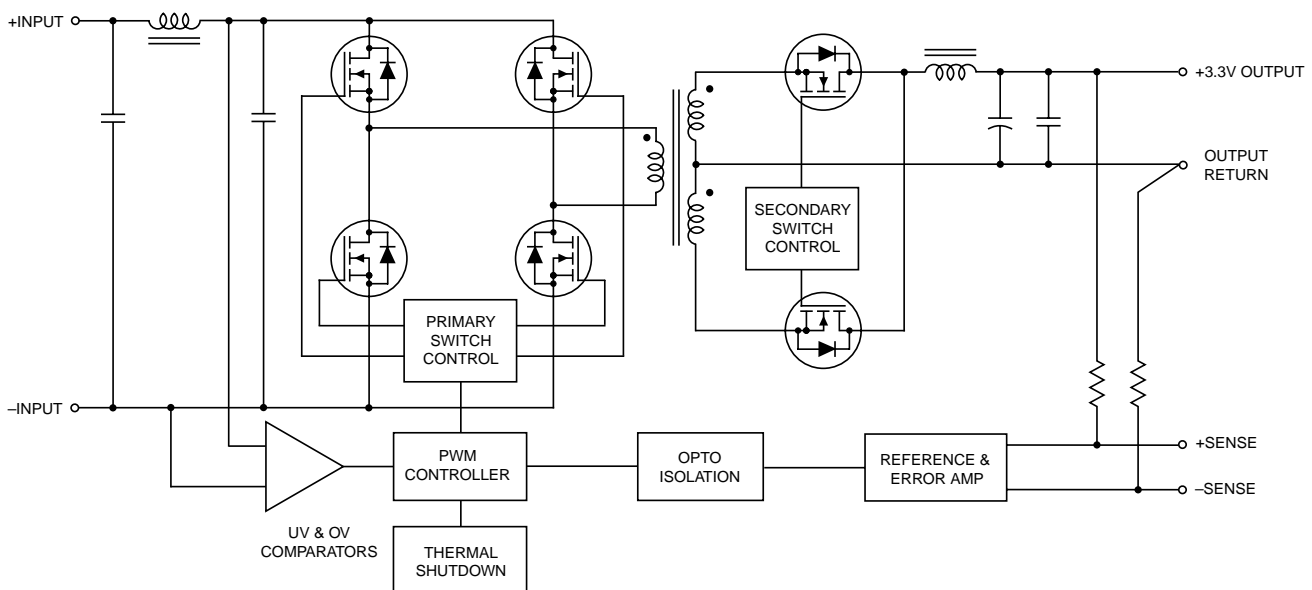 +INPUT
+3.3V OUTPUT
OUTPUT
RETURN
SECONDARY
SWITCH
CONTROL
PRIMARY
SWITCH
CONTROL
–INPUT
PWM
CONTROLLER
OPTO
ISOLATION
REFERENCE &
ERROR AMP
+SENSE
–SENSE
UV & OV
COMPARATORS
THERMAL
SHUTDOWN